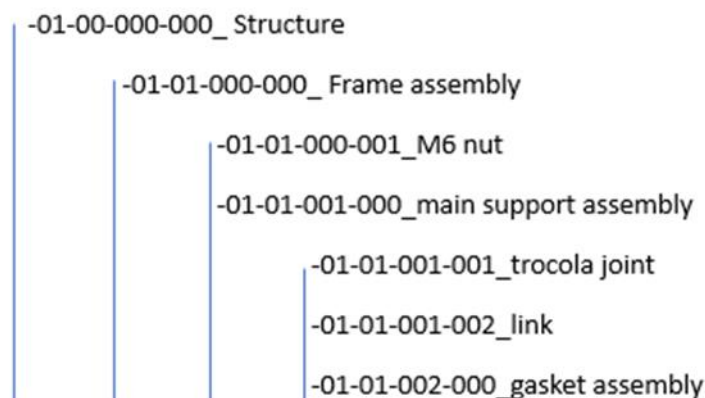 -01-00-000-000_ Structure
-01-01-000-000_ Frame assembly
-01-01-000-001_M6 nut
-01-01-001-000_main support assembly
-01-01-001-001_trocola joint
-01-01-001-002_link
-01-01-002-000_gasket assembly